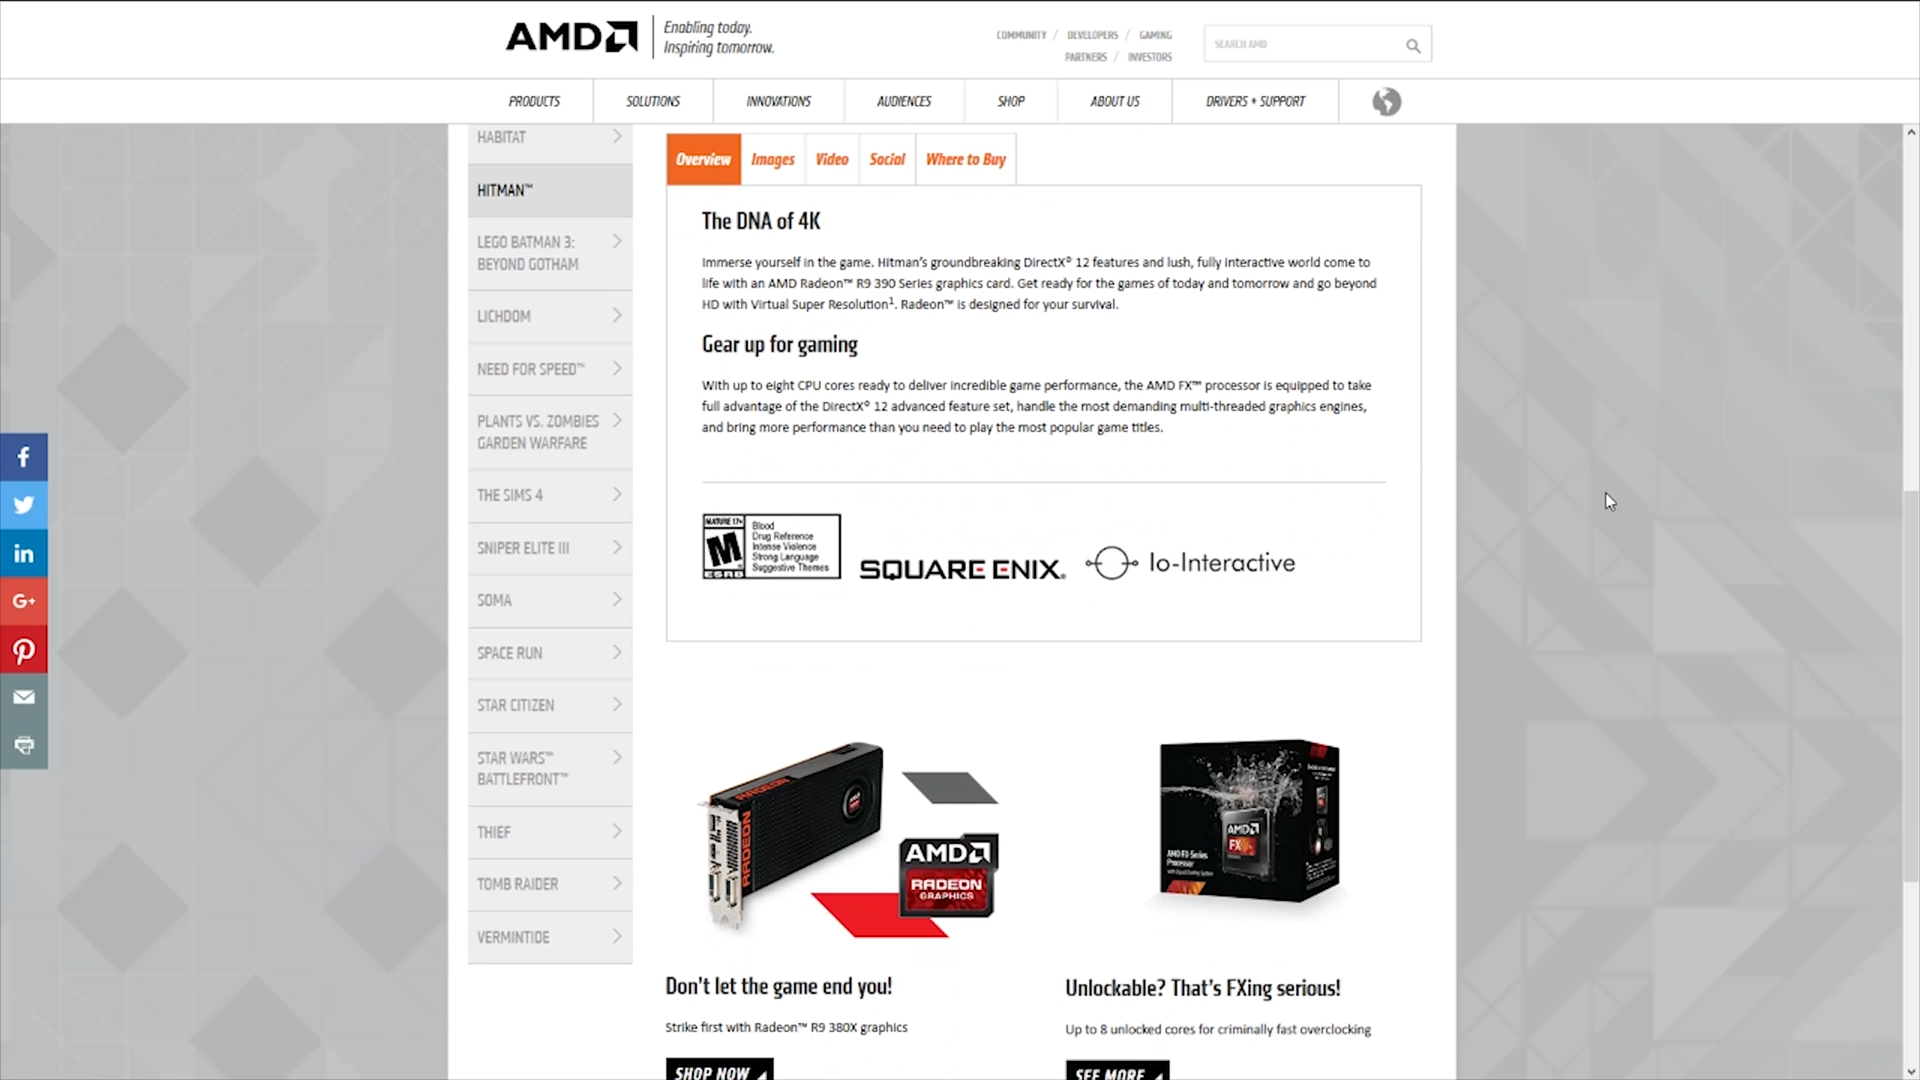 AMD
Enabling today.
Inspiring tomorrow.
COMMUNITY / DEVELOPERS / GAMING
PARTNERS / INVESTORS
SEARCH AMD
PRODUCTS
SOLUTIONS
INNOVATIONS
AUDIENCES
SHOP
ABOUT US
DRIVERS + SUPPORT
HABITAT
HITMAN™
LEGO BATMAN 3:
BEYOND GOTHAM
LICHDOM
NEED FOR SPEED™
PLANTS VS. ZOMBIES
GARDEN WARFARE
THE SIMS 4
SNIPER ELITE III
SOMA
SPACE RUN
STAR CITIZEN
STAR WARS™
BATTLEFRONT™
THIEF
TOMB RAIDER
VERMINTIDE
Overview
Images
Video
Social
Where to Buy
The DNA of 4K
Immerse yourself in the game. Hitman's groundbreaking DirectX® 12 features and lush, fully interactive world come to
life with an AMD Radeon™ R9 390 Series graphics card. Get ready for the games of today and tomorrow and go beyond
HD with Virtual Super Resolution¹. Radeon™ is designed for your survival.
Gear up for gaming
With up to eight CPU cores ready to deliver incredible game performance, the AMD FX™ processor is equipped to take
full advantage of the DirectX® 12 advanced feature set, handle the most demanding multi-threaded graphics engines,
and bring more performance than you need to play the most popular game titles.
MATURE 17+
M
ESRB
Blood
Drug Reference
Intense Violence
Strong Language
Suggestive Themes
SQUARE ENIX.
Io-Interactive
RADEON
RADEON
AMD
RADEON
GRAPHICS
AMD
FX
AMD FX-Series
Processor
Don't let the game end you!
Strike first with Radeon™ R9 380X graphics
SHOP NOW
Unlockable? That's FXing serious!
Up to 8 unlocked cores for criminally fast overclocking
SEE MORE
f
in
G+